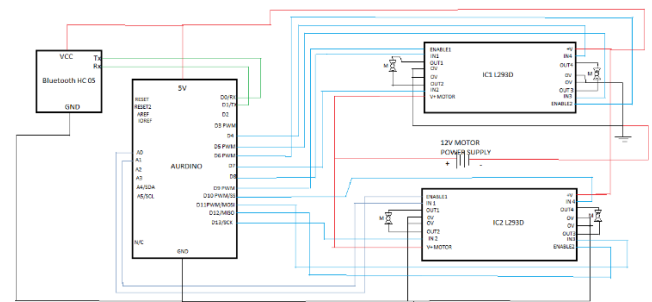 VCC
Tx
Rx
Bluetooth HC 05
GND
5V
RESET
RESET2
AREF
IOREF
D0/RX
D1/TX
D2
D3 PWM
D4
D5 PWM
D6 PWM
D7
D8
D9 PWM
D10 PWM/SS
D11PWM/MOSI
D12/MISO
D13/SCK
AURDINO
A0
A1
A2
A3
A4/SDA
A5/SCL
N/C
GND
ENABLE1
IN1
OUT1
0V
0V
OUT2
IN2
V+MOTOR
IC1 L293D
+V
IN4
OUT4
0V
0V
OUT3
IN3
ENABLE2
M
M
12V MOTOR
POWER SUPPLY
+ -
ENABLE1
IN 1
OUT1
0V
0V
OUT2
IN 2
V+MOTOR
IC2 L293D
+V
IN 4
OUT4
0V
0V
OUT3
IN3
ENABLE2
M
M